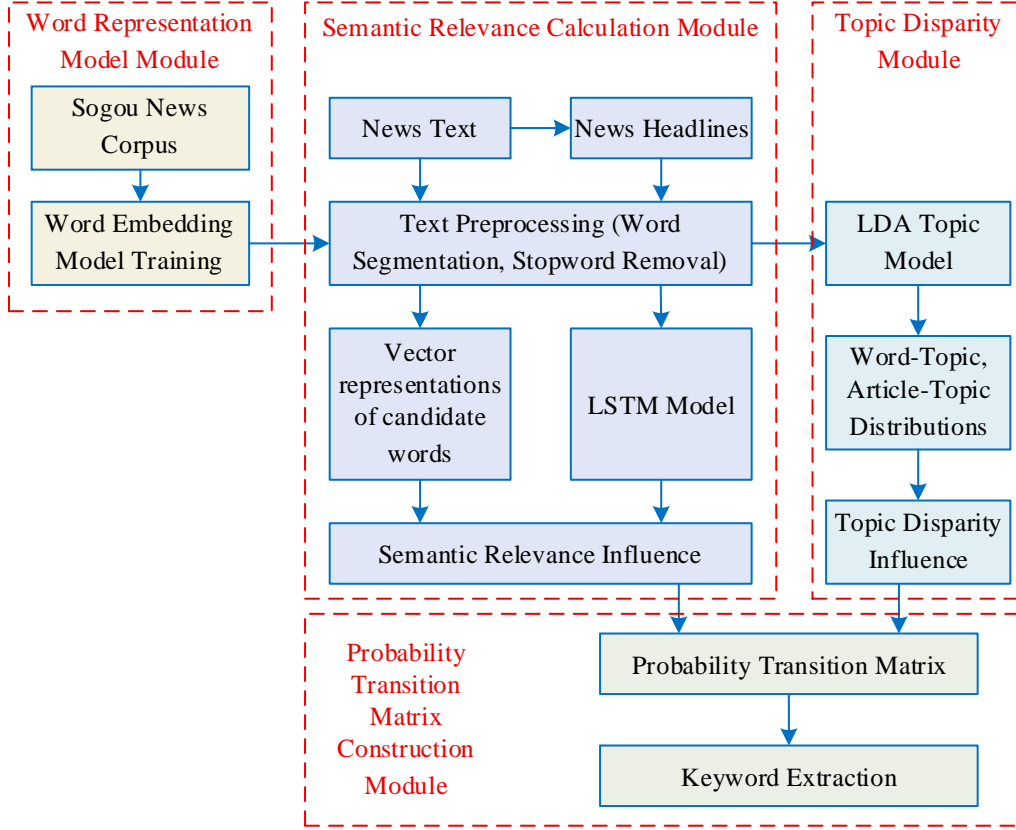 Word Representation
Model Module
Sogou News
Corpus
Word Embedding
Model Training
Semantic Relevance Calculation Module
News Text
News Headlines
Text Preprocessing (Word
Segmentation, Stopword Removal)
Vector
representations
of candidate
words
LSTM Model
Semantic Relevance Influence
Topic Disparity
Module
LDA Topic
Model
Word-Topic,
Article-Topic
Distributions
Topic Disparity
Influence
Probability
Transition
Matrix
Construction
Module
Probability Transition Matrix
Keyword Extraction